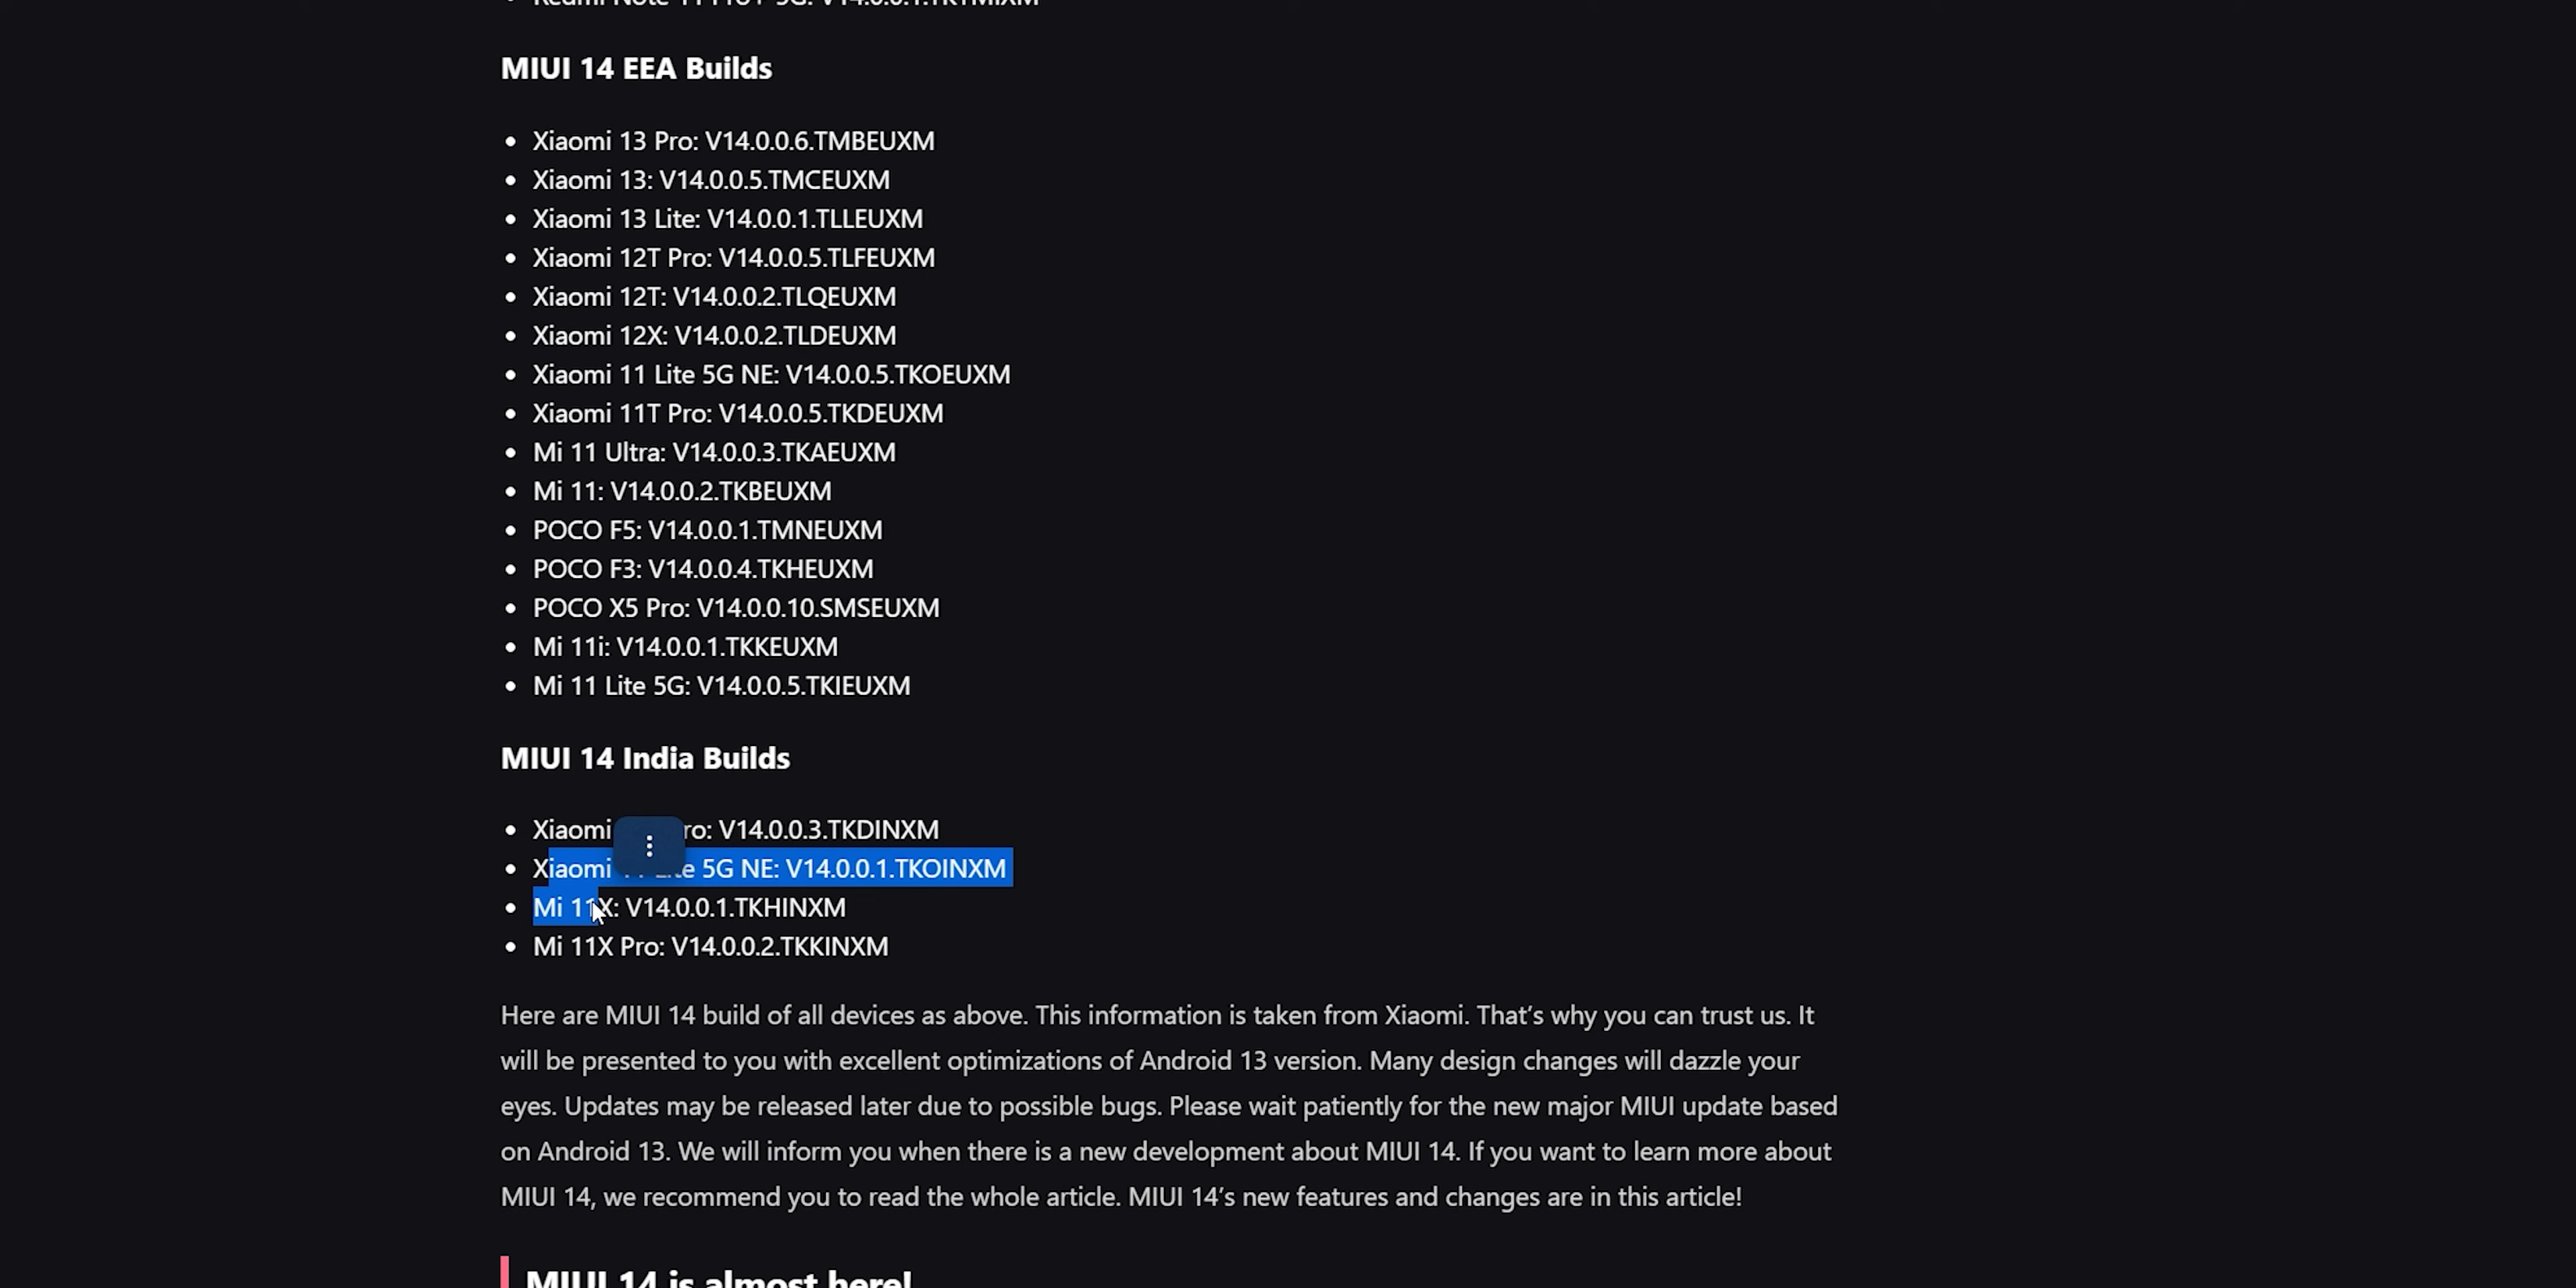 MIUI 14 EEA Builds
Xiaomi 13 Pro: V14.0.0.6.TMBEUXM
Xiaomi 13: V14.0.0.5.TMCEUXM
Xiaomi 13 Lite: V14.0.0.1.TLLEUXM
Xiaomi 12T Pro: V14.0.0.5.TLFEUXM
Xiaomi 12T: V14.0.0.2.TLQEUXM
Xiaomi 12X: V14.0.0.2.TLDEUXM
Xiaomi 11 Lite 5G NE: V14.0.0.5.TKOEUXM
Xiaomi 11T Pro: V14.0.0.5.TKDEUXM
Mi 11 Ultra: V14.0.0.3.TKAEUXM
Mi 11: V14.0.0.2.TKBEUXM
POCO F5: V14.0.0.1.TMNEUXM
POCO F3: V14.0.0.4.TKHEUXM
POCO X5 Pro: V14.0.0.10.SMSEUXM
Mi 11i: V14.0.0.1.TKKEUXM
Mi 11 Lite 5G: V14.0.0.5.TKIEUXM
MIUI 14 India Builds
Xiaomi ro: V14.0.0.3.TKDINXM
Xiaomi 11 Lite 5G NE: V14.0.0.1.TKOINXM
Mi 11X: V14.0.0.1.TKHINXM
Mi 11X Pro: V14.0.0.2.TKKINXM
Here are MIUI 14 build of all devices as above. This information is taken from Xiaomi. That's why you can trust us. It
will be presented to you with excellent optimizations of Android 13 version. Many design changes will dazzle your
eyes. Updates may be released later due to possible bugs. Please wait patiently for the new major MIUI update based
on Android 13. We will inform you when there is a new development about MIUI 14. If you want to learn more about
MIUI 14, we recommend you to read the whole article. MIUI 14's new features and changes are in this article!
MIUI 14 is almost here!